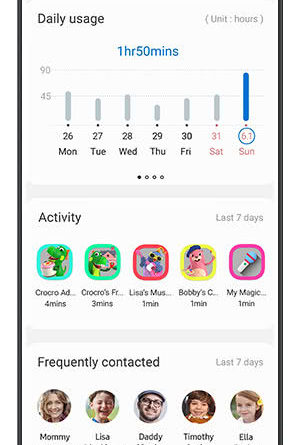 Daily usage ( Unit : hours )
1hr50mins
90
45
26 27 28 29 30 31 6.1
Mon Tue Wed Thu Fri Sat Sun
Activity Last 7 days
Crocro Ad... Crocro's Fr... Lisa's Mus... Bobby's C... My Magic...
4mins 3mins 1min 1min 1min
Frequently contacted Last 7 days
Mommy Lisa Daddy Timothy Ella